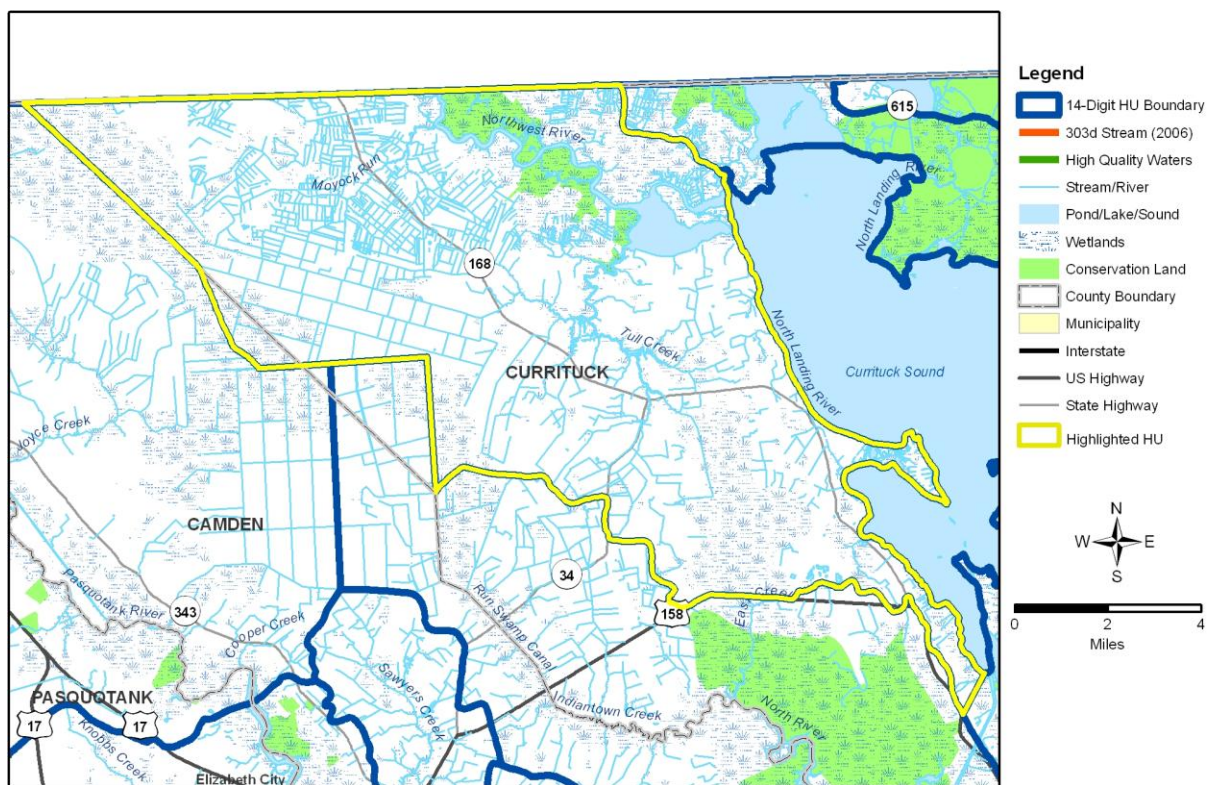 615
Northwest River
Moyock Run
North Landing River
168
Tull Creek
CURRITUCK
North Landing River
Currituck Sound
Joyce Creek
CAMDEN
34
Pasquotank River
343
Cooper Creek
Run Swamp Canal
158
East Creek
Sawyers Creek
Indiantown Creek
North River
PASQUOTANK
17
17
Knobbs Creek
Elizabeth City
Legend
14-Digit HU Boundary
303d Stream (2006)
High Quality Waters
Stream/River
Pond/Lake/Sound
Wetlands
Conservation Land
County Boundary
Municipality
Interstate
US Highway
State Highway
Highlighted HU
N
W E
S
0 2 4
Miles